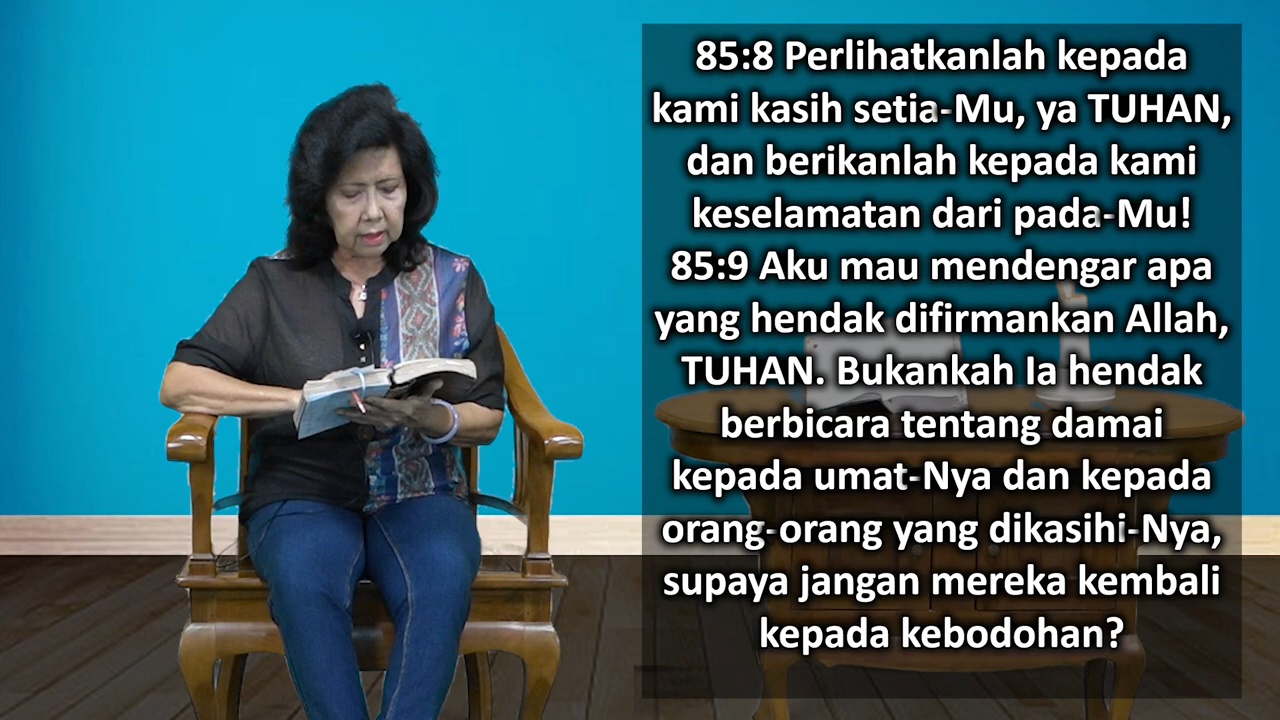 85:8 Perlihatkanlah kepada
kami kasih setia-Mu, ya TUHAN,
dan berikanlah kepada kami
keselamatan dari pada-Mu!
85:9 Aku mau mendengar apa
yang hendak difirmankan Allah,
TUHAN. Bukankah Ia hendak
berbicara tentang damai
kepada umat-Nya dan kepada
orang-orang yang dikasihi-Nya,
supaya jangan mereka kembali
kepada kebodohan?